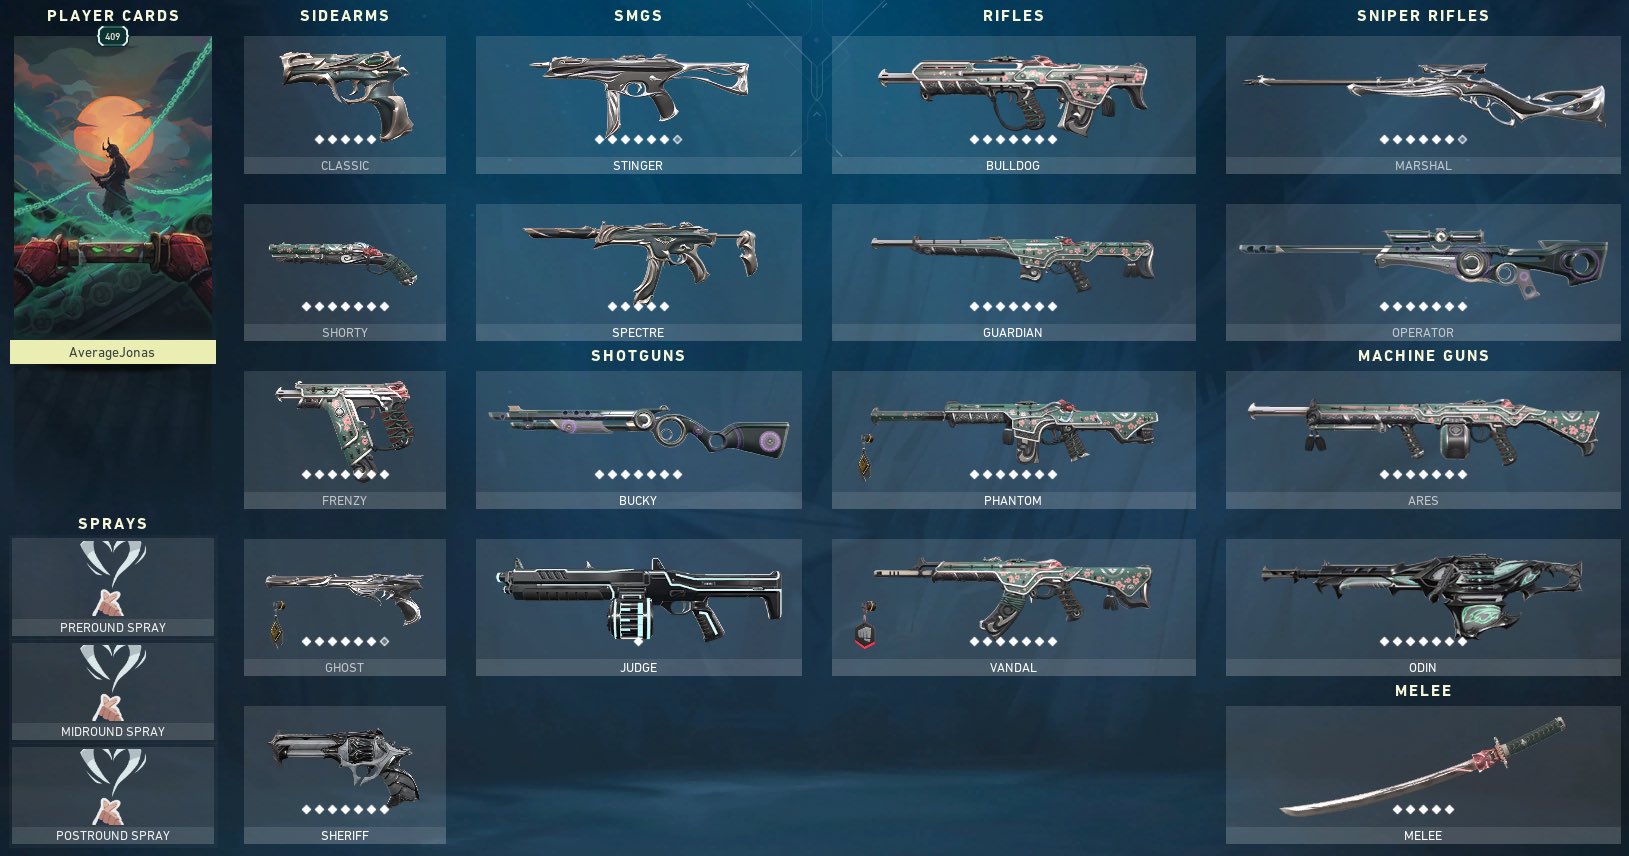 PLAYER CARDS
409
AverageJonas
SPRAYS
PREROUND SPRAY
MIDROUND SPRAY
POSTROUND SPRAY
SIDEARMS
CLASSIC
SHORTY
FRENZY
GHOST
SHERIFF
SMGS
STINGER
SPECTRE
SHOTGUNS
BUCKY
JUDGE
RIFLES
BULLDOG
GUARDIAN
PHANTOM
VANDAL
SNIPER RIFLES
MARSHAL
OPERATOR
MACHINE GUNS
ARES
ODIN
MELEE
MELEE